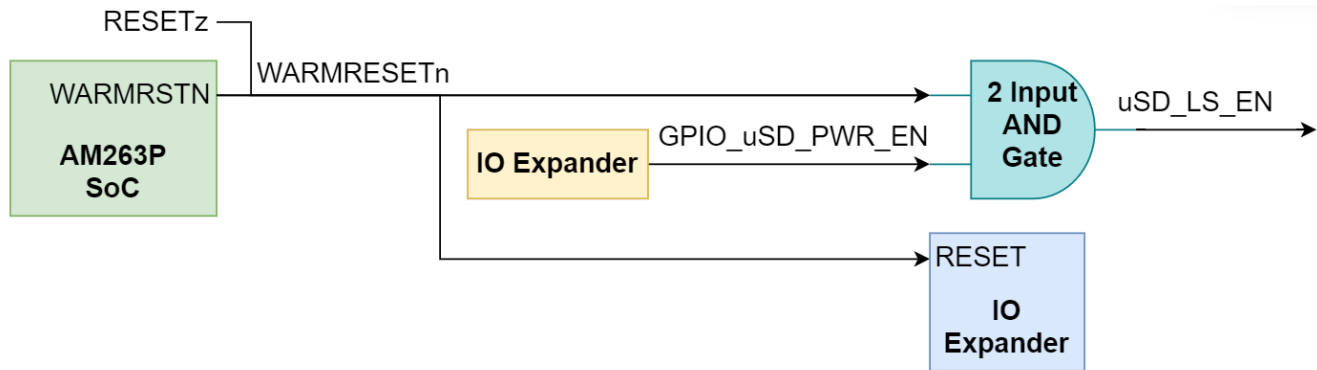 RESETz
WARMRESETn
WARMRSTN
AM263P
SoC
IO Expander
GPIO_uSD_PWR_EN
2 Input
AND
Gate
uSD_LS_EN
RESET
IO
Expander